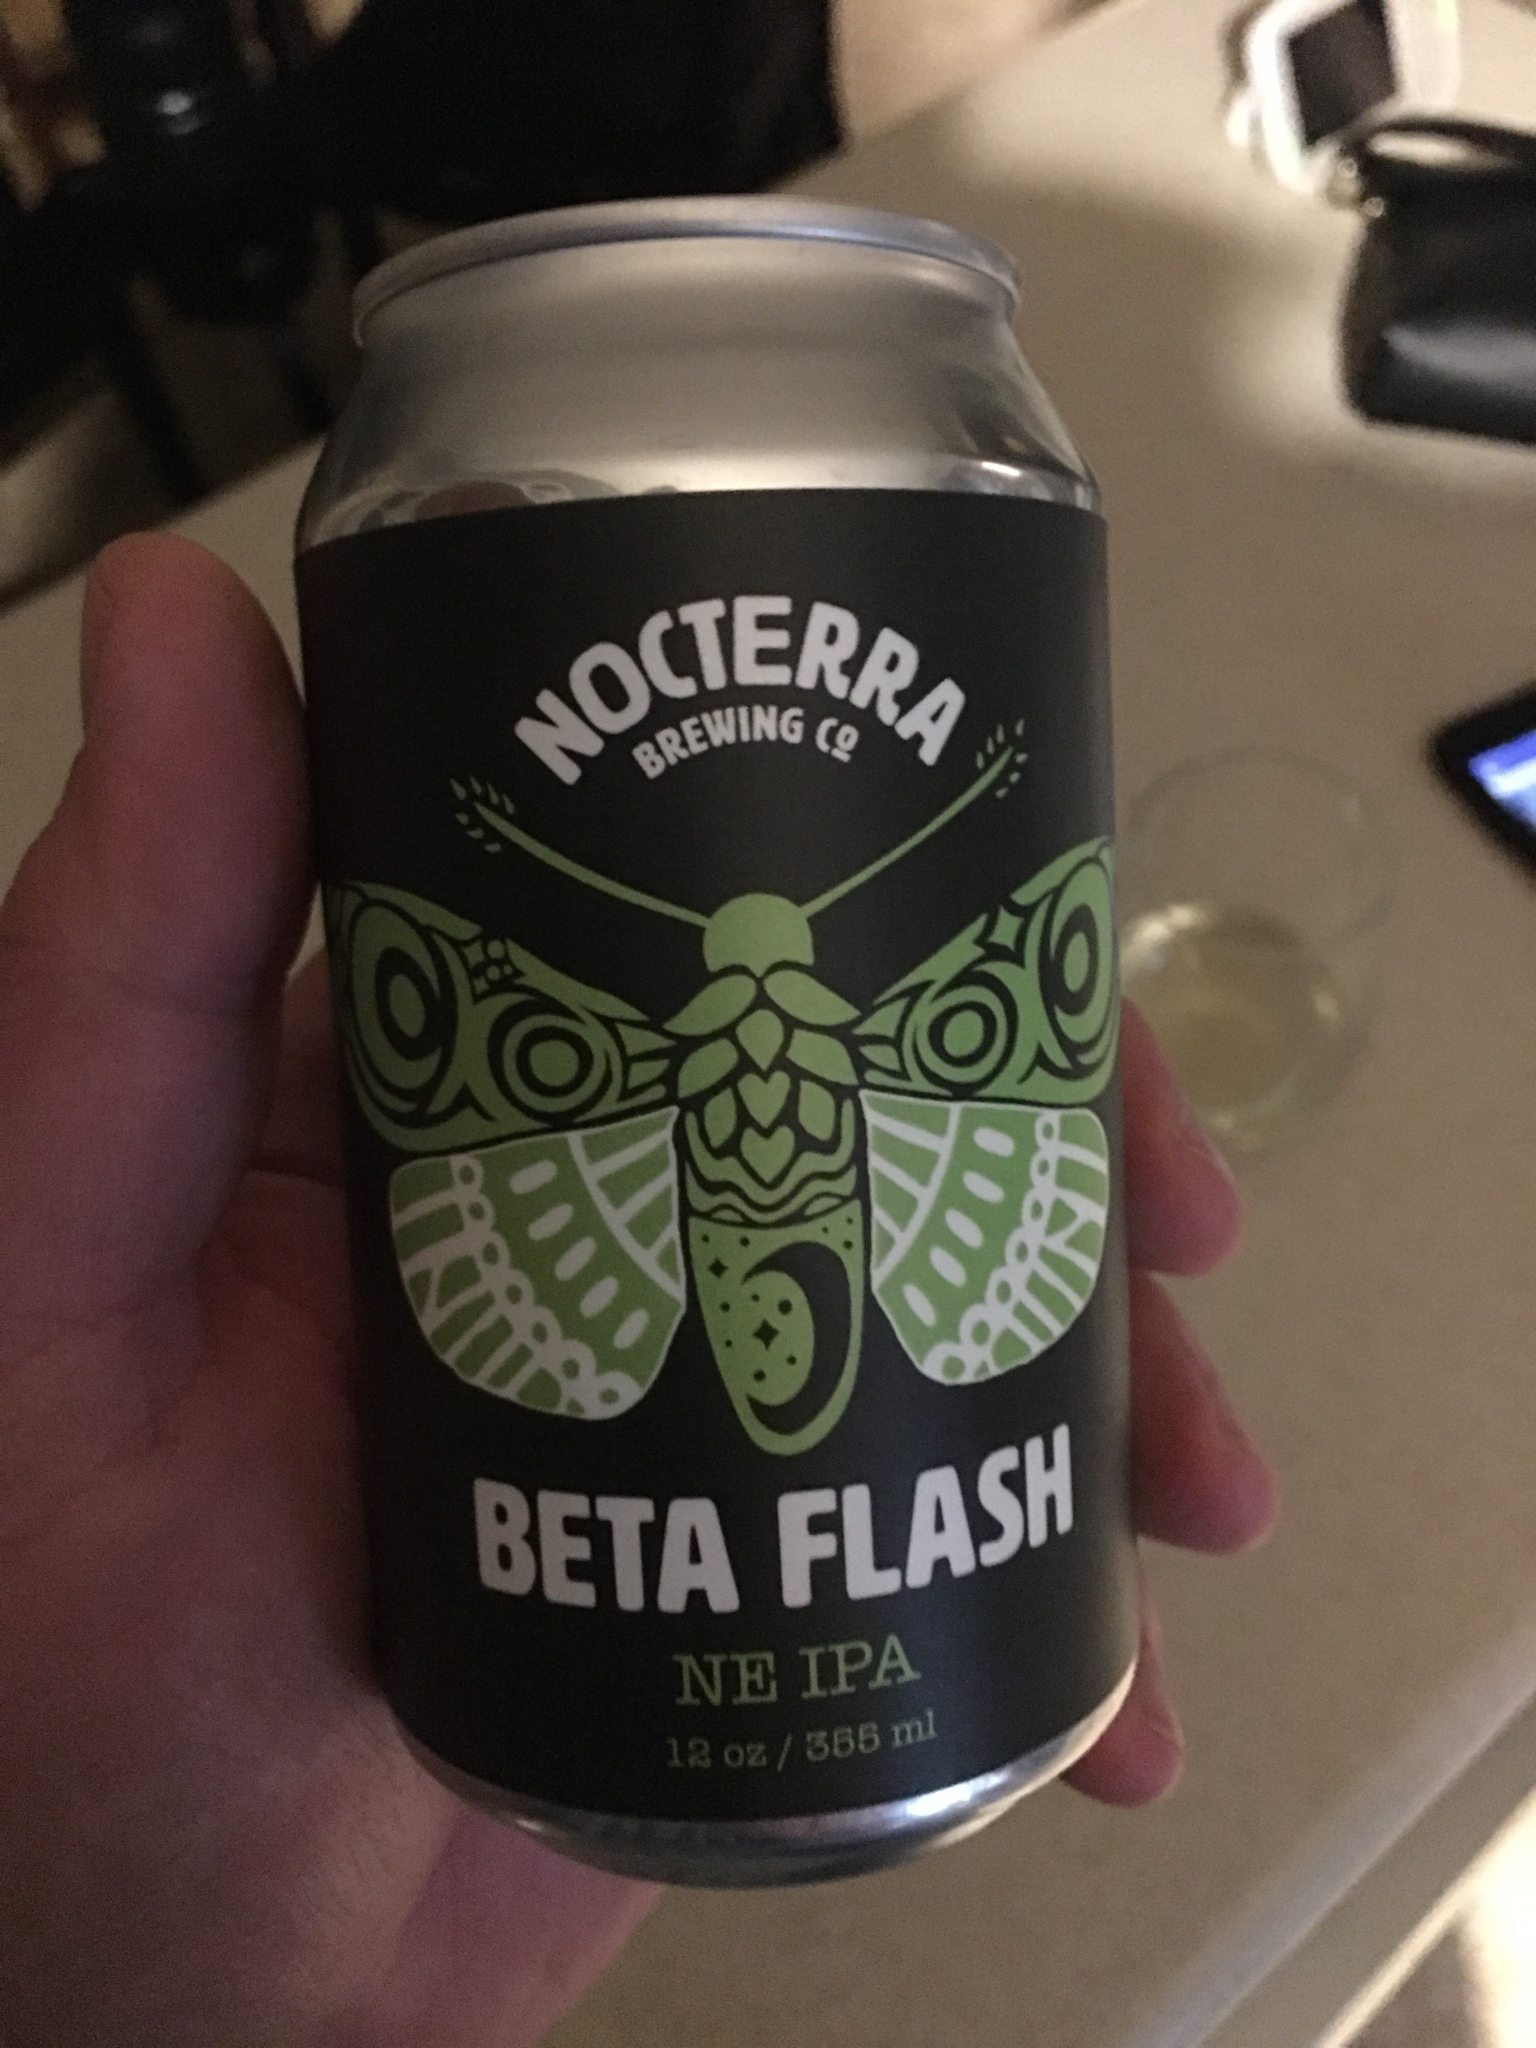 NOCTERRA
BREWING Co
BETA FLASH
NE IPA
12 oz / 355 ml